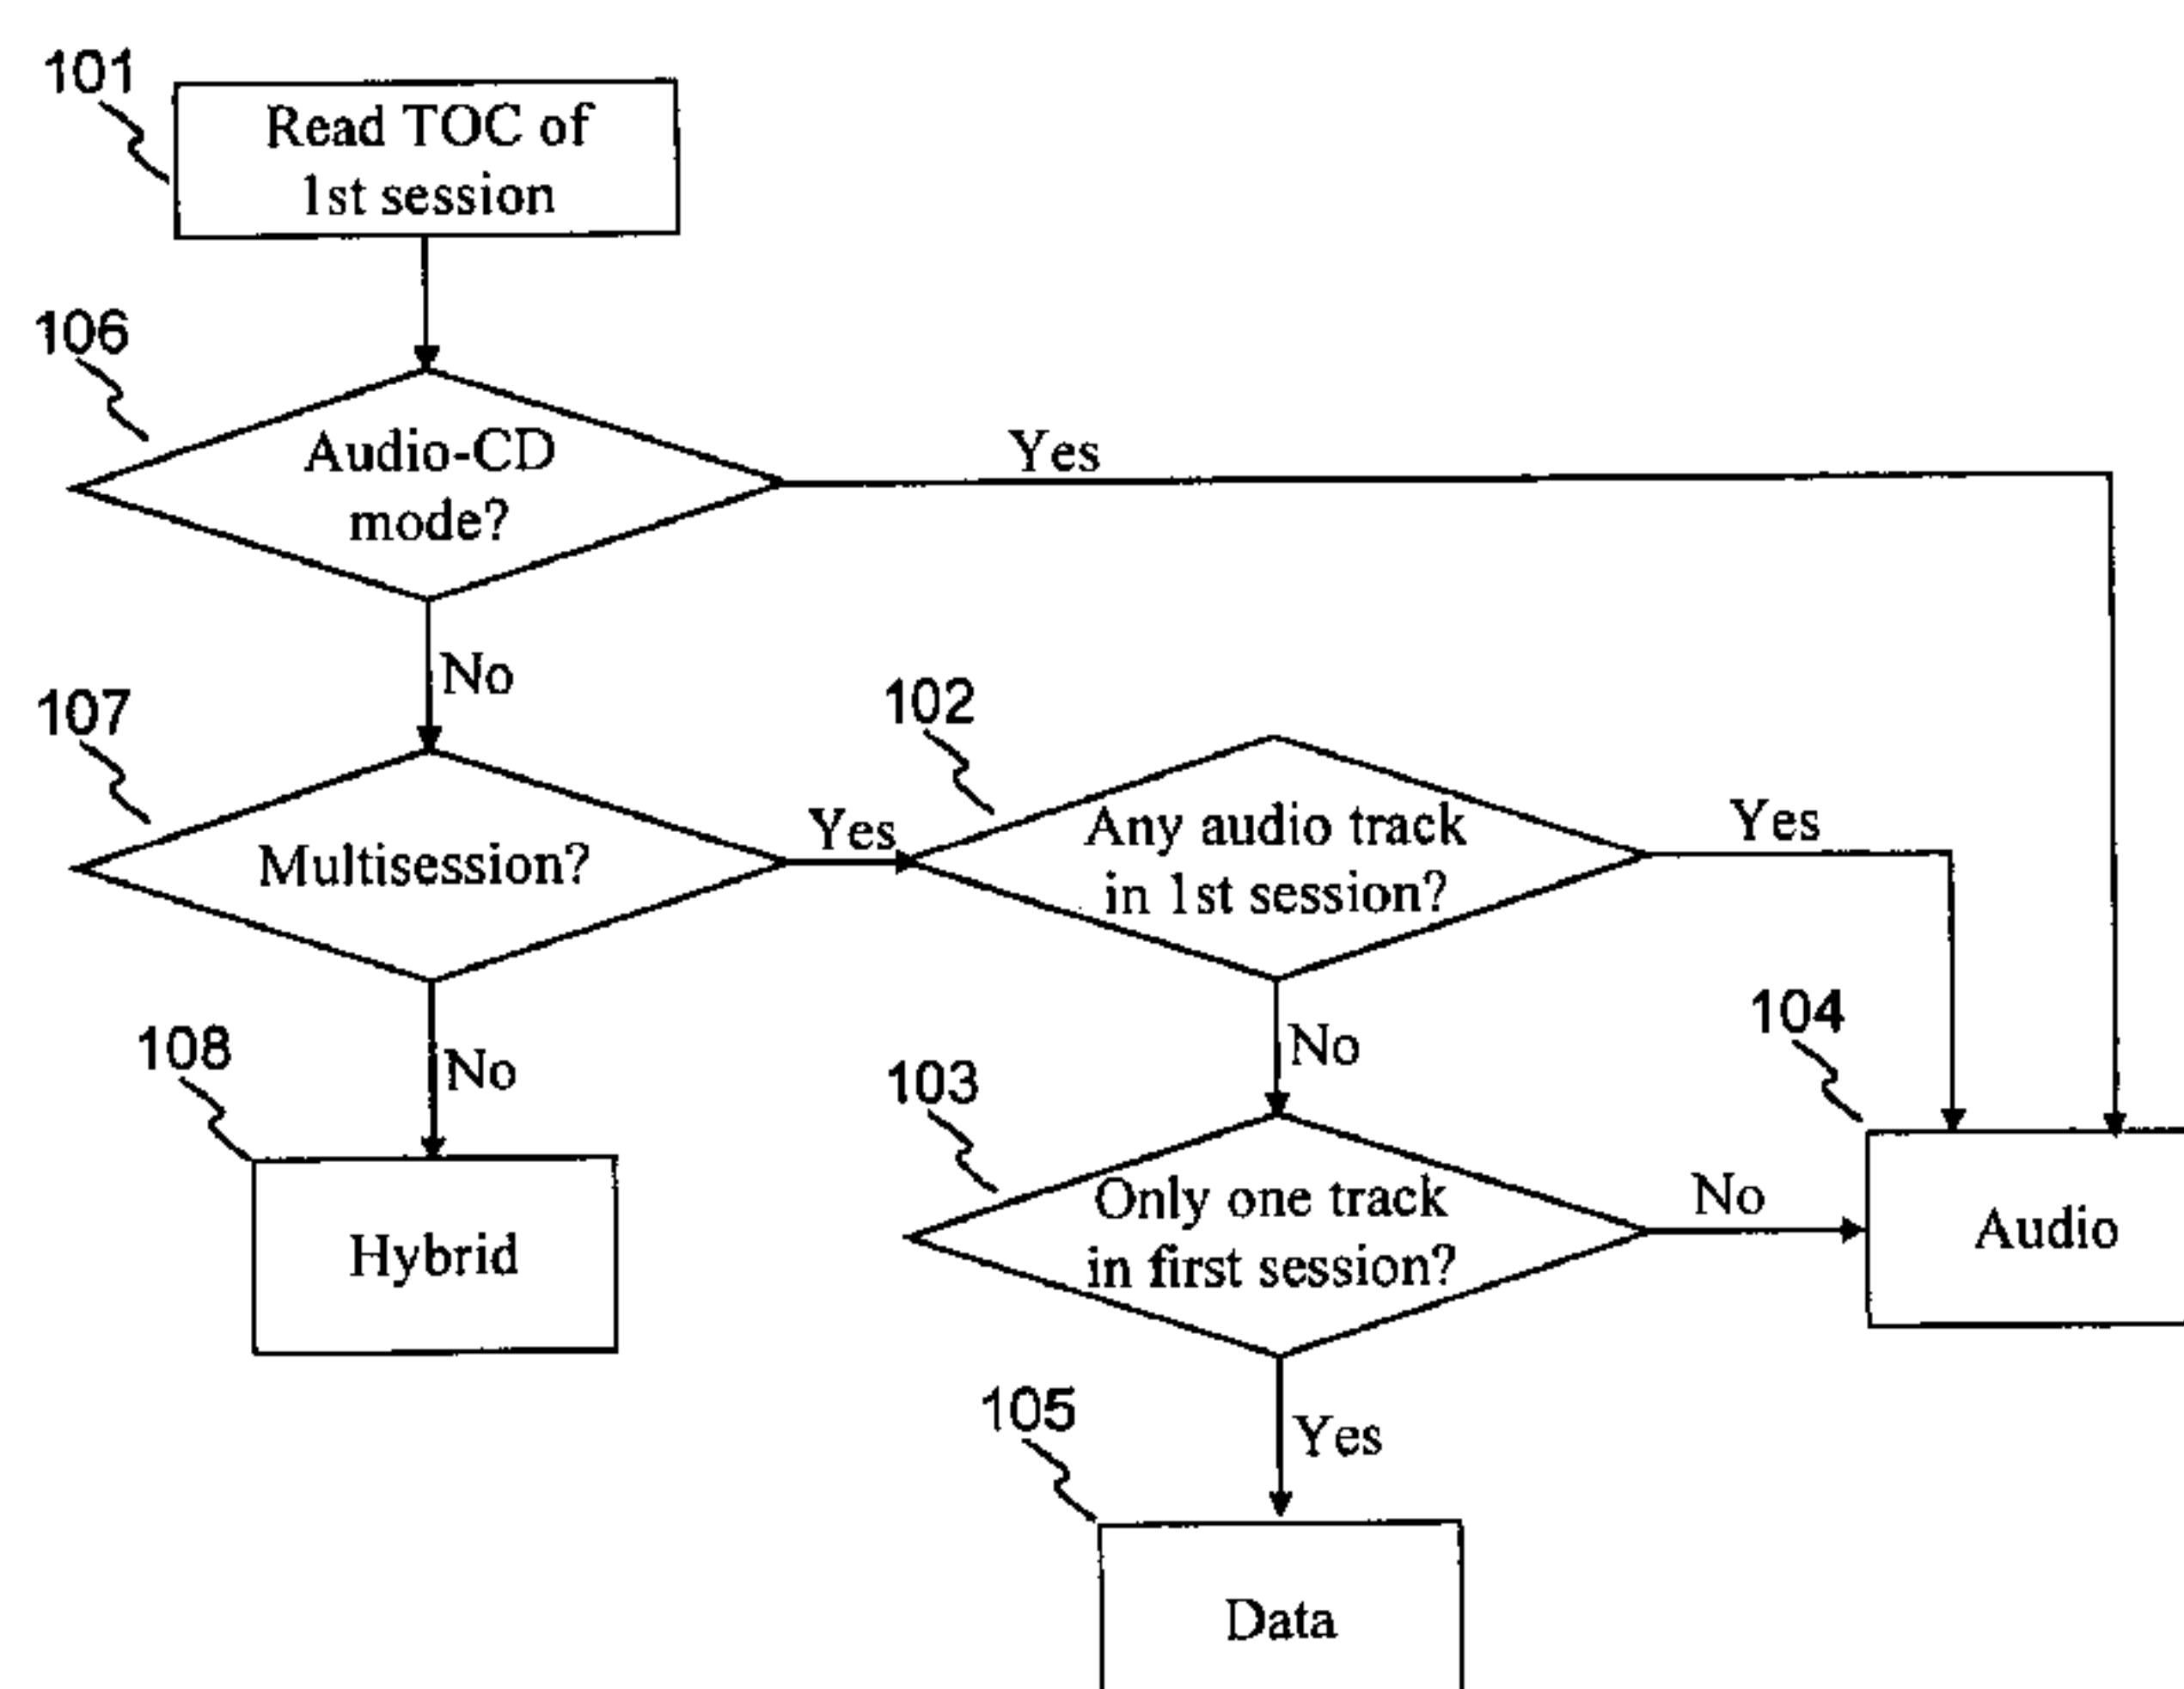 101
Read TOC of
1st session
106
Audio-CD
mode?
Yes
No
107
Multisession?
Yes
102
Any audio track
in 1st session?
Yes
No
108
Hybrid
No
103
Only one track
in first session?
No
104
Audio
Yes
105
Data